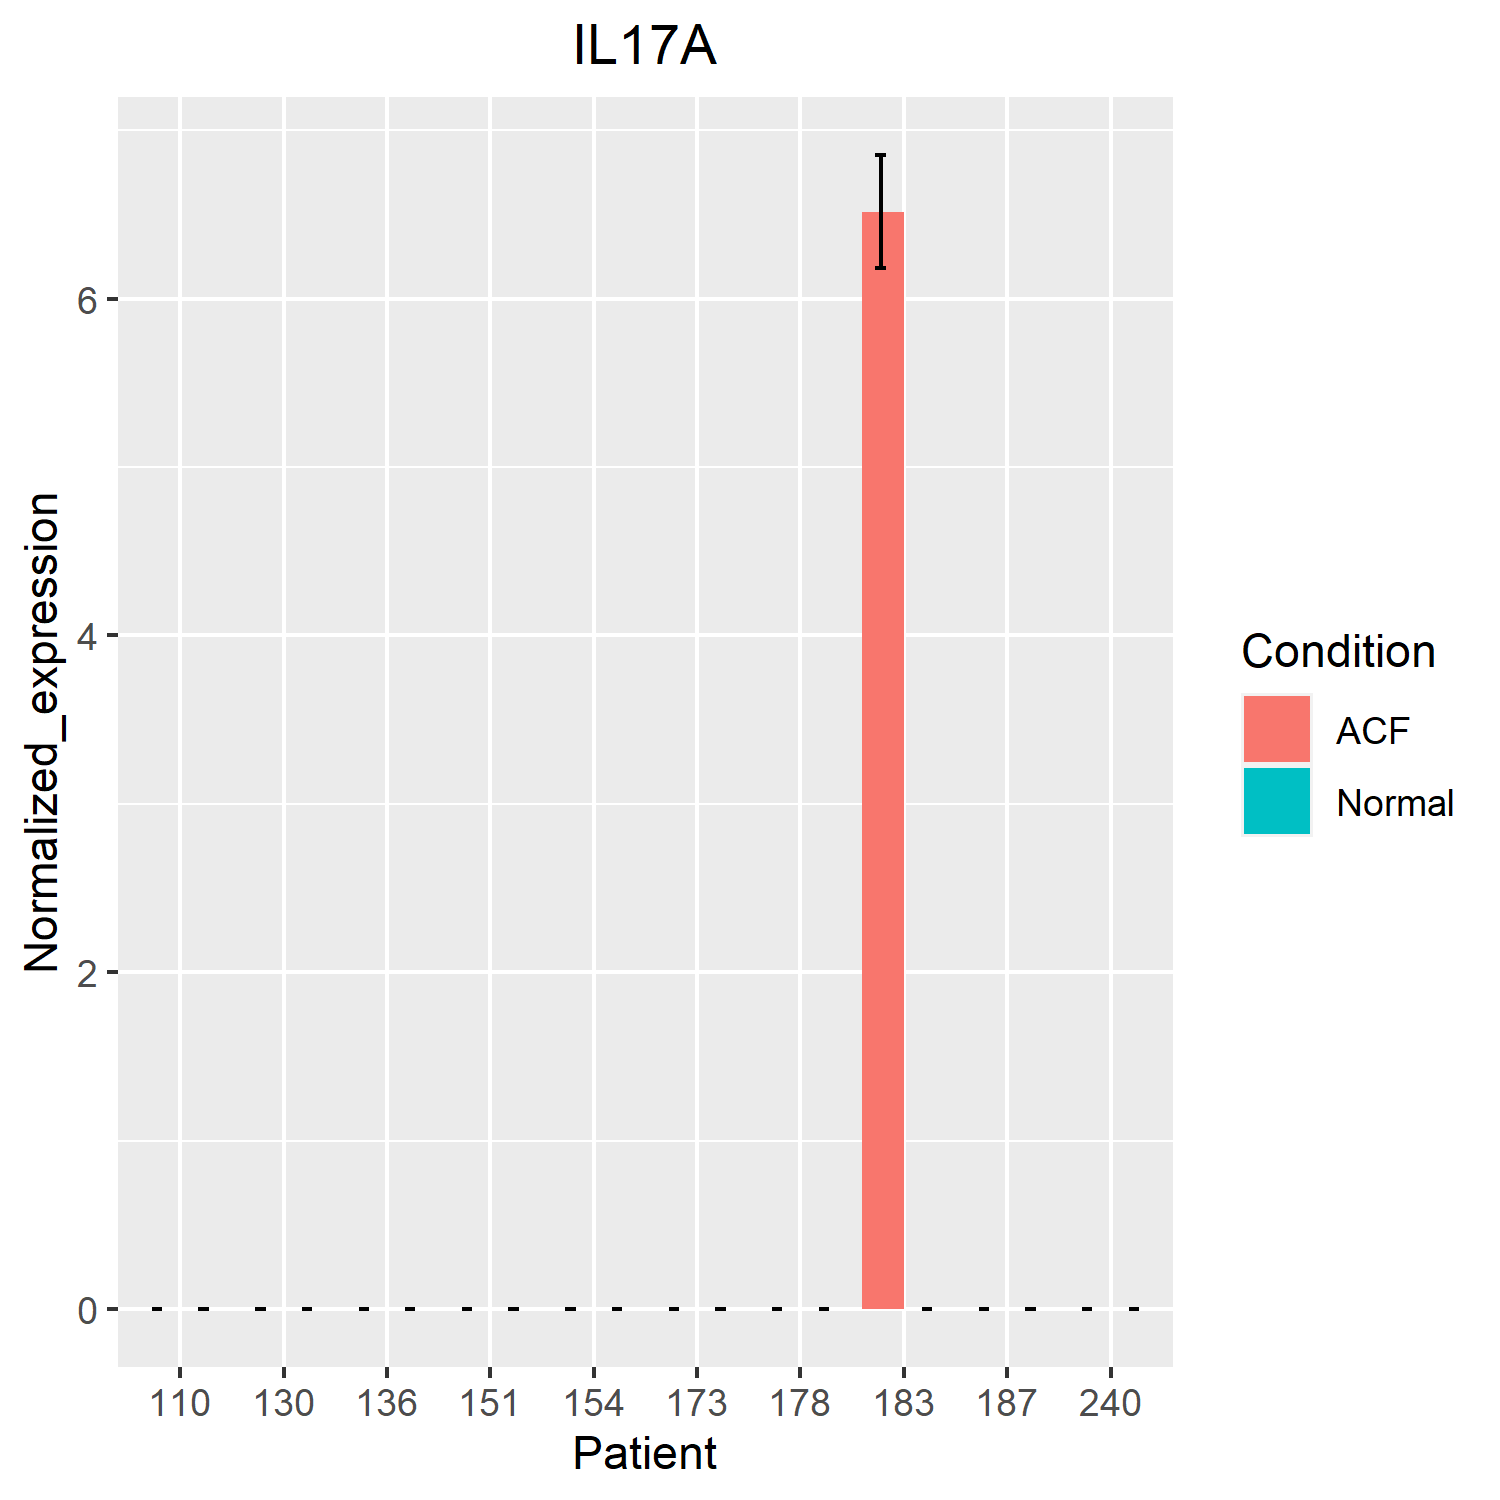 IL17A
Normalized_expression
6
4
2
0
110 130 136 151 154 173 178 183 187 240
Patient
Condition
ACF
Normal